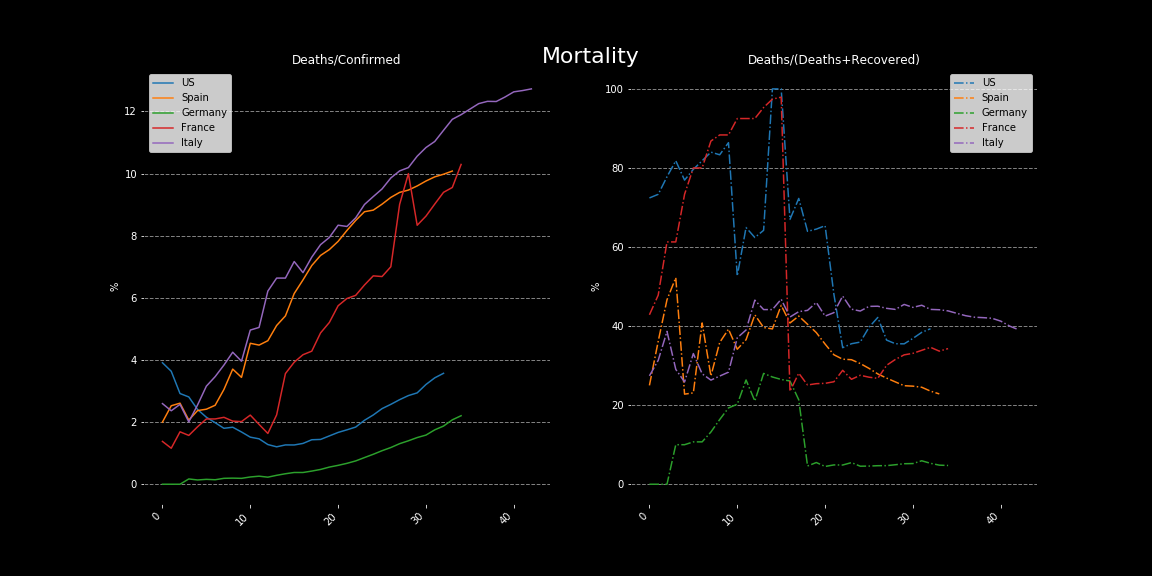 Mortality
Deaths/Confirmed
US
Spain
Germany
France
Italy
12
10
8
6
4
2
0
%
0
10
20
30
40
Deaths/(Deaths+Recovered)
US
Spain
Germany
France
Italy
100
80
60
40
20
0
%
0
10
20
30
40